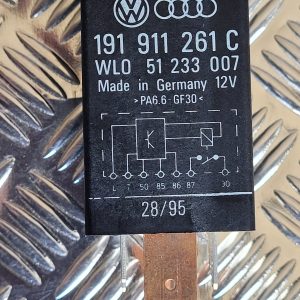 191 911 261 C
WLO 51 233 007
Made in Germany 12V
>PA6.6 GF30<
K
L T 50 85 86 87 30
28/95